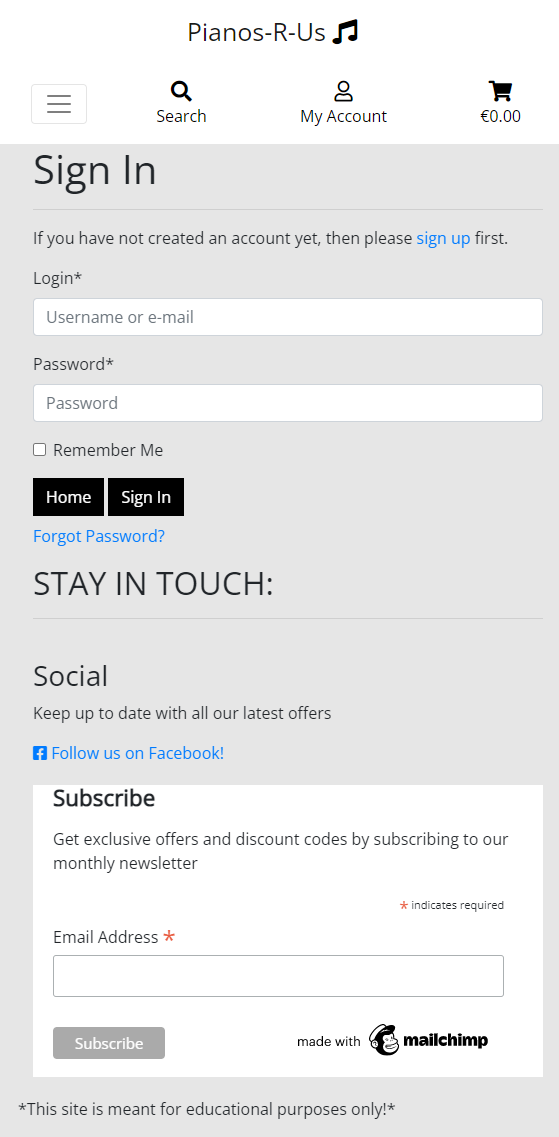 Pianos-R-Us
Search
My Account
€0.00
Sign In
If you have not created an account yet, then please sign up first.
Login*
Username or e-mail
Password*
Password
Remember Me
Home Sign In
Forgot Password?
STAY IN TOUCH:
Social
Keep up to date with all our latest offers
Follow us on Facebook!
Subscribe
Get exclusive offers and discount codes by subscribing to our
monthly newsletter
* indicates required
Email Address *
Subscribe
made with mailchimp
*This site is meant for educational purposes only!*